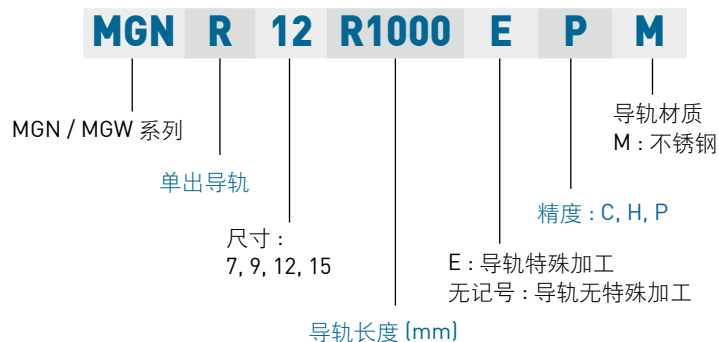 MGN R 12 R1000 E P M
MGN / MGW 系列
单出导轨
尺寸 :
7, 9, 12, 15
导轨长度 (mm)
E : 导轨特殊加工
无记号 : 导轨无特殊加工
精度 : C, H, P
导轨材质
M : 不锈钢